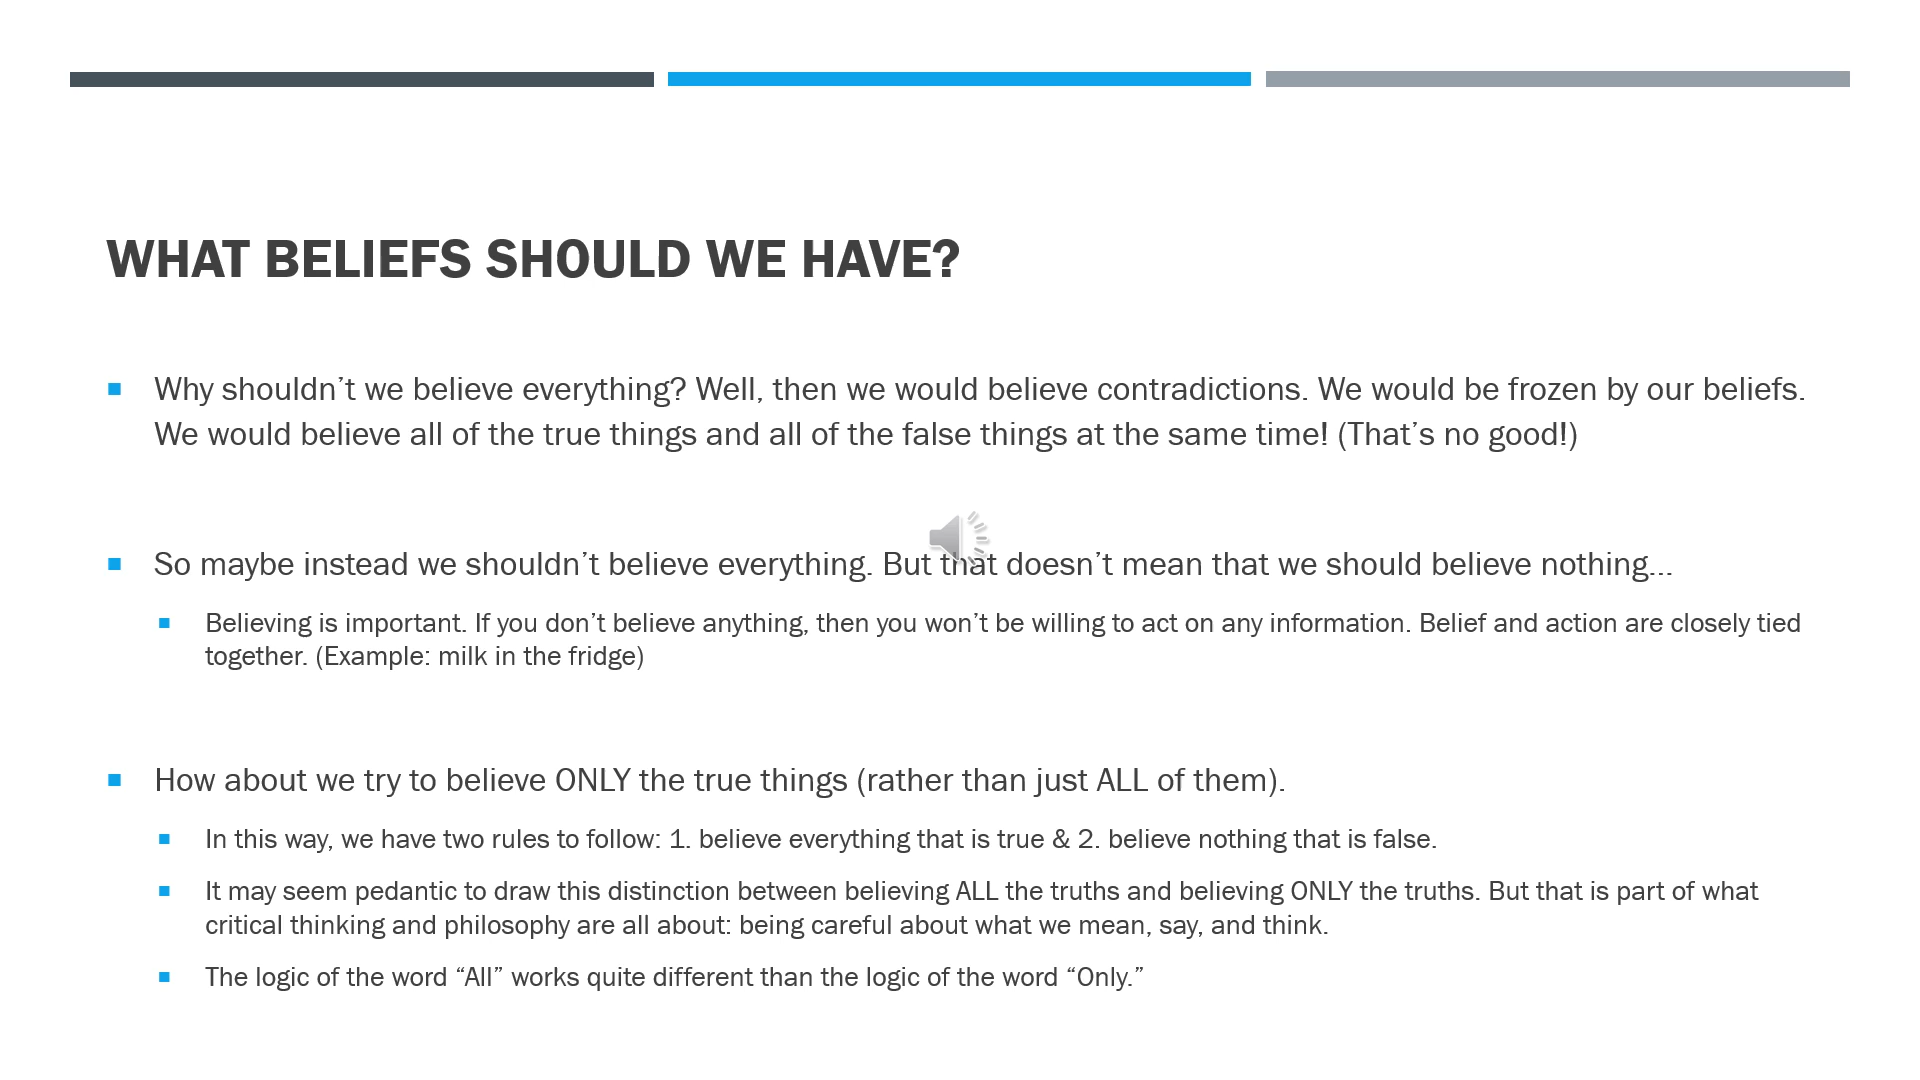 WHAT BELIEFS SHOULD WE HAVE?
Why shouldn’t we believe everything? Well, then we would believe contradictions. We would be frozen by our beliefs.
We would believe all of the true things and all of the false things at the same time! (That’s no good!)
So maybe instead we shouldn’t believe everything. But that doesn’t mean that we should believe nothing…
Believing is important. If you don’t believe anything, then you won’t be willing to act on any information. Belief and action are closely tied
together. (Example: milk in the fridge)
How about we try to believe ONLY the true things (rather than just ALL of them).
In this way, we have two rules to follow: 1. believe everything that is true & 2. believe nothing that is false.
It may seem pedantic to draw this distinction between believing ALL the truths and believing ONLY the truths. But that is part of what
critical thinking and philosophy are all about: being careful about what we mean, say, and think.
The logic of the word “All” works quite different than the logic of the word “Only.”